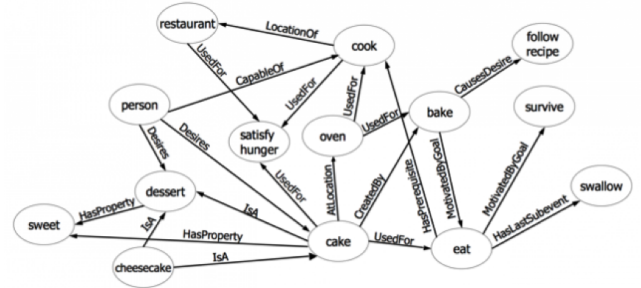 restaurant
LocationOf
cook
follow
recipe
UsedFor
CapableOf
UsedFor
UsedFor
CausesDesire
person
bake
survive
satisfy
hunger
oven
UsedFor
Desires
Desires
MotivatedByGoal
MotivatedByGoal
HasPrerequisite
dessert
UsedFor
AtLocation
CreatedBy
swallow
HasProperty
IsA
IsA
HasLastSubevent
sweet
HasProperty
cake
UsedFor
eat
cheesecake
IsA